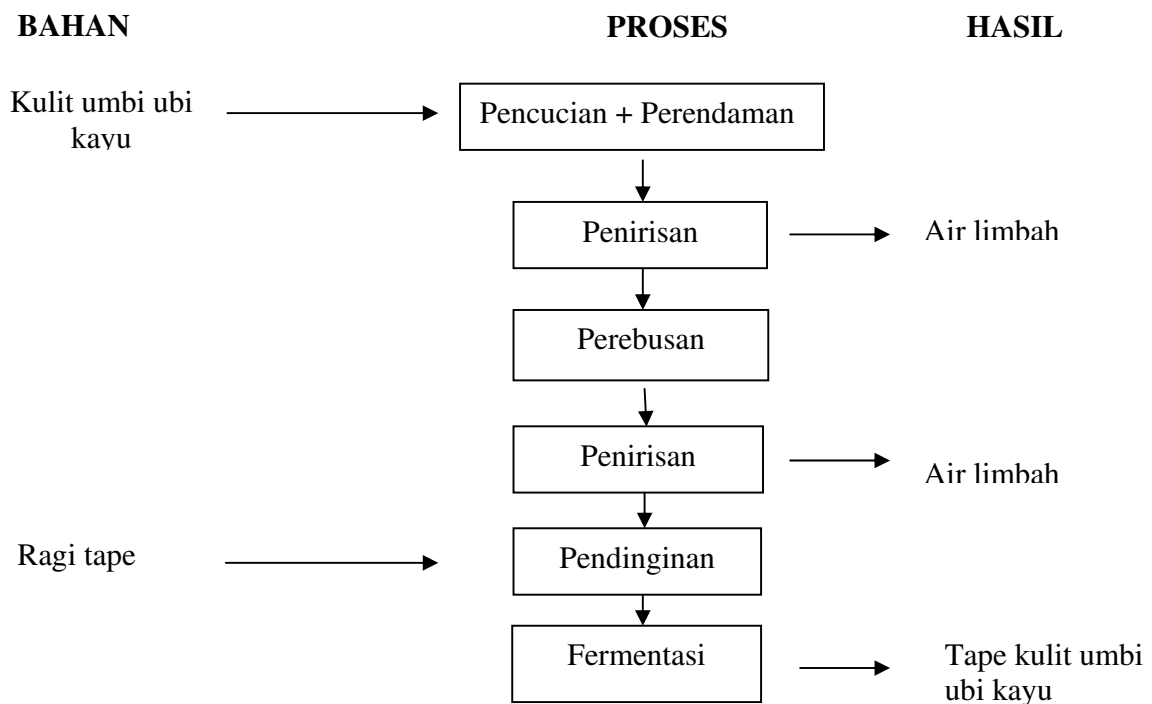 BAHAN PROSES HASIL
Kulit umbi ubi
kayu
Pencucian + Perendaman
Penirisan
Air limbah
Perebusan
Penirisan
Air limbah
Ragi tape
Pendinginan
Fermentasi
Tape kulit umbi
ubi kayu